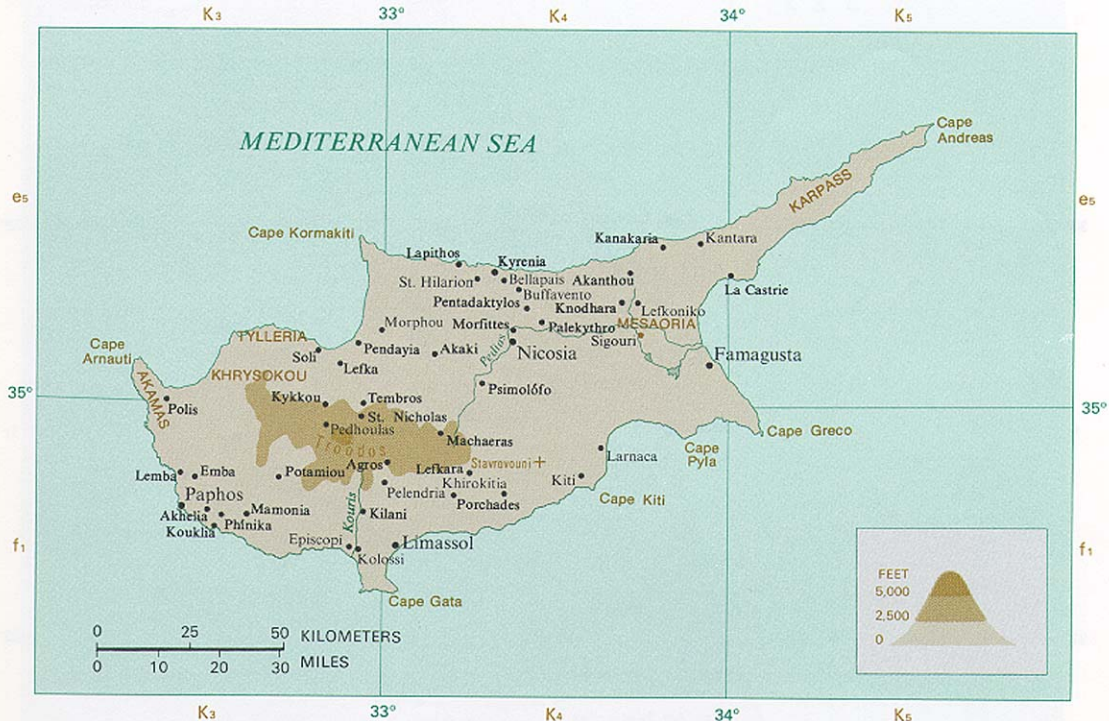 K₃ 33° K₄ 34° K₅
MEDITERRANEAN SEA
Cape
Andreas
KARPASS
e₅
e₅
Cape Kormakiti
Kanakaria
Kantara
Lapithos
Kyrenia
St. Hilarion
Bellapais
Akanthou
La Castrie
Buffavento
Pentadaktylos
Knodhara
Lefkoniko
Morphou
Morfittes
Palekythro
MESAORIA
TYLLERIA
Pedios
Sigouri
Soli
Pendayia
Akaki
Nicosia
Famagusta
Cape
Arnauti
Lefka
KHRYSOKOU
AKAMAS
Psimolófo
35°
35°
Polis
Kykkou
Tembros
St. Nicholas
Pedhoulas
Machaeras
Cape Greco
Troodos
Cape
Pyla
Larnaca
Lemba
Emba
Potamiou
Agros
Lefkara
Stavrovouni
Khirokitia
Kiti
Cape Kiti
Pelendria
Porchades
Paphos
Akhelia
Mamonia
Kouris
Kilani
Phinika
Kouklia
Episcopi
Limassol
Kolossi
f₁
f₁
Cape Gata
FEET
5,000
2,500
0
0 25 50 KILOMETERS
0 10 20 30 MILES
K₃ 33° K₄ 34° K₅